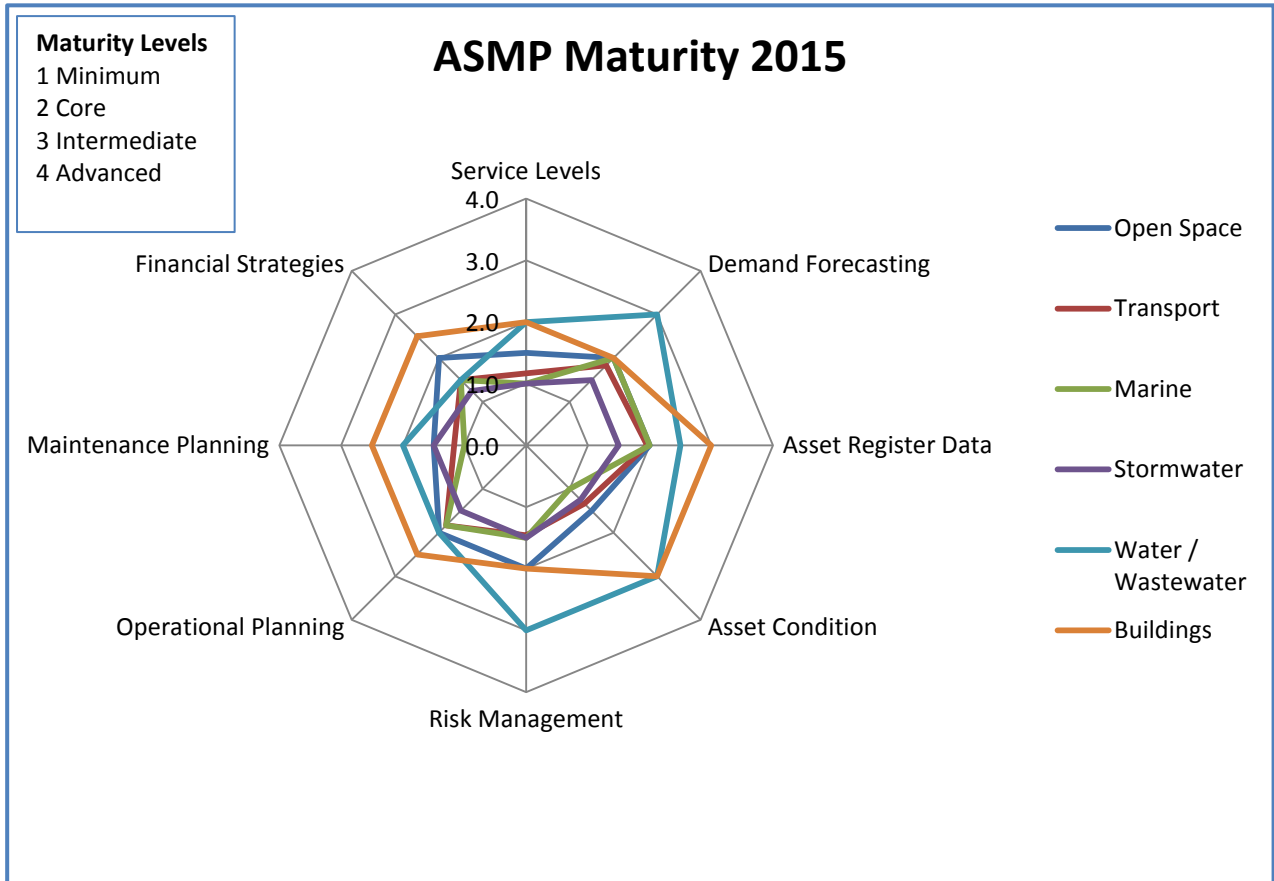 Maturity Levels
1 Minimum
2 Core
3 Intermediate
4 Advanced
ASMP Maturity 2015
Service Levels
Demand Forecasting
Asset Register Data
Asset Condition
Risk Management
Operational Planning
Maintenance Planning
Financial Strategies
4.0
3.0
2.0
1.0
0.0
Open Space
Transport
Marine
Stormwater
Water /
Wastewater
Buildings